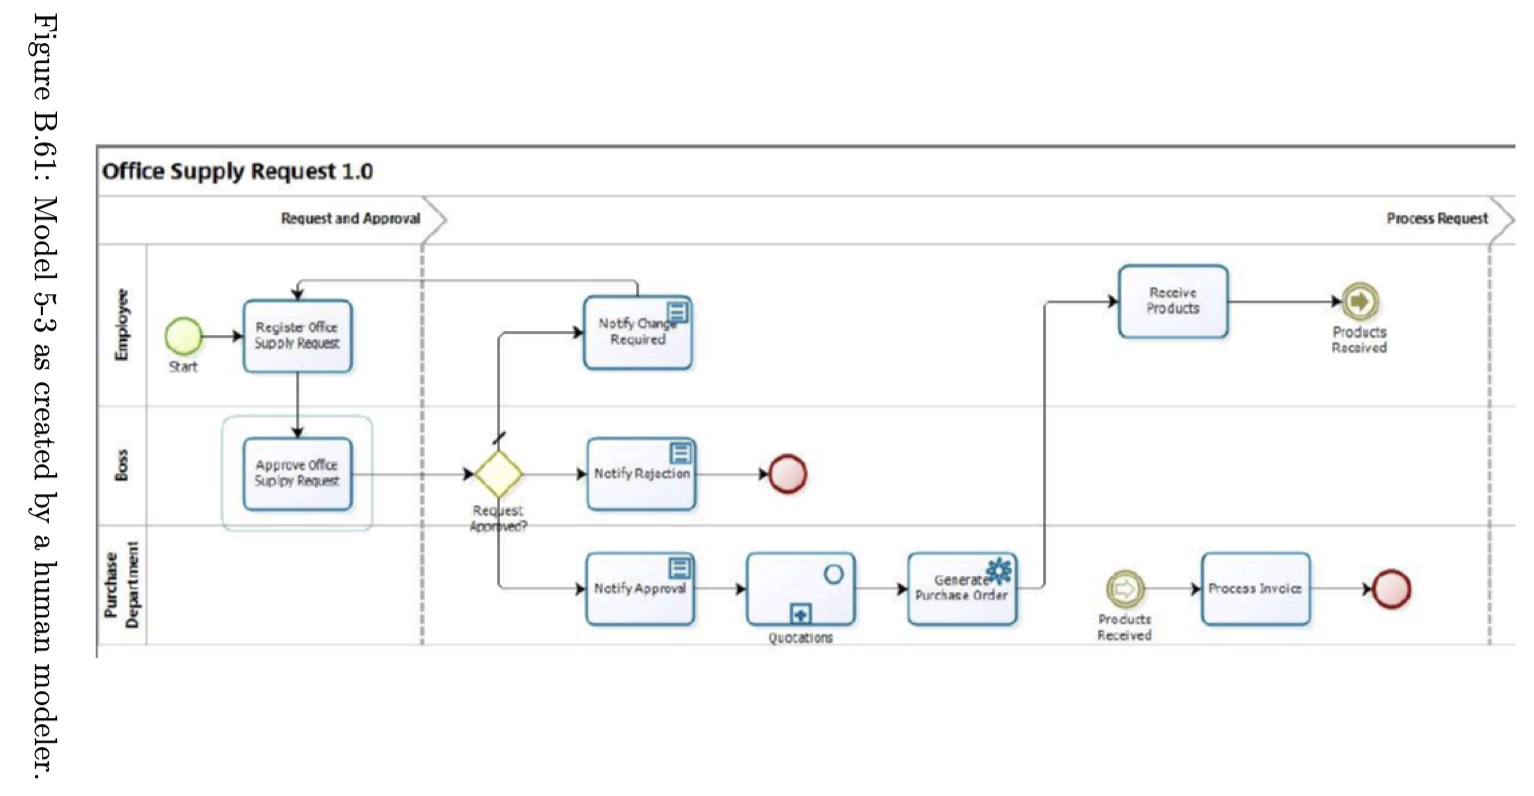 Figure B.61: Model 5-3 as created by a human modeler.
Office Supply Request 1.0
Request and Approval
Process Request
Employee
Start
Register Office
Supply Request
Notify Change
Required
Receive
Products
Products
Received
Boss
Approve Office
Suplpy Request
Request
Approved?
Notify Rejection
Purchase
Department
Notify Approval
Quotations
Generate
Purchase Order
Products
Received
Process Invoice